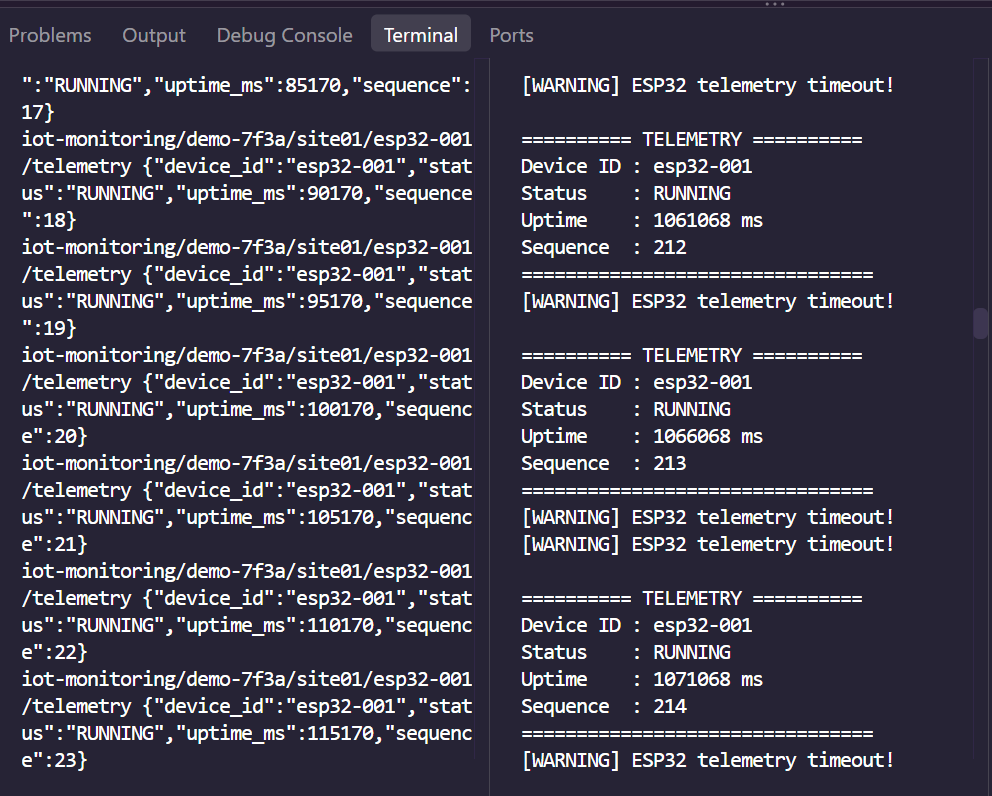 Problems Output Debug Console Terminal Ports
":"RUNNING","uptime_ms":85170,"sequence":
17}
iot-monitoring/demo-7f3a/site01/esp32-001
/telemetry {"device_id":"esp32-001","stat
us":"RUNNING","uptime_ms":90170,"sequence
":18}
iot-monitoring/demo-7f3a/site01/esp32-001
/telemetry {"device_id":"esp32-001","stat
us":"RUNNING","uptime_ms":95170,"sequence
":19}
iot-monitoring/demo-7f3a/site01/esp32-001
/telemetry {"device_id":"esp32-001","stat
us":"RUNNING","uptime_ms":100170,"sequenc
e":20}
iot-monitoring/demo-7f3a/site01/esp32-001
/telemetry {"device_id":"esp32-001","stat
us":"RUNNING","uptime_ms":105170,"sequenc
e":21}
iot-monitoring/demo-7f3a/site01/esp32-001
/telemetry {"device_id":"esp32-001","stat
us":"RUNNING","uptime_ms":110170,"sequenc
e":22}
iot-monitoring/demo-7f3a/site01/esp32-001
/telemetry {"device_id":"esp32-001","stat
us":"RUNNING","uptime_ms":115170,"sequenc
e":23}
[WARNING] ESP32 telemetry timeout!
========== TELEMETRY ==========
Device ID : esp32-001
Status    : RUNNING
Uptime    : 1061068 ms
Sequence  : 212
================================
[WARNING] ESP32 telemetry timeout!
========== TELEMETRY ==========
Device ID : esp32-001
Status    : RUNNING
Uptime    : 1066068 ms
Sequence  : 213
================================
[WARNING] ESP32 telemetry timeout!
[WARNING] ESP32 telemetry timeout!
========== TELEMETRY ==========
Device ID : esp32-001
Status    : RUNNING
Uptime    : 1071068 ms
Sequence  : 214
================================
[WARNING] ESP32 telemetry timeout!